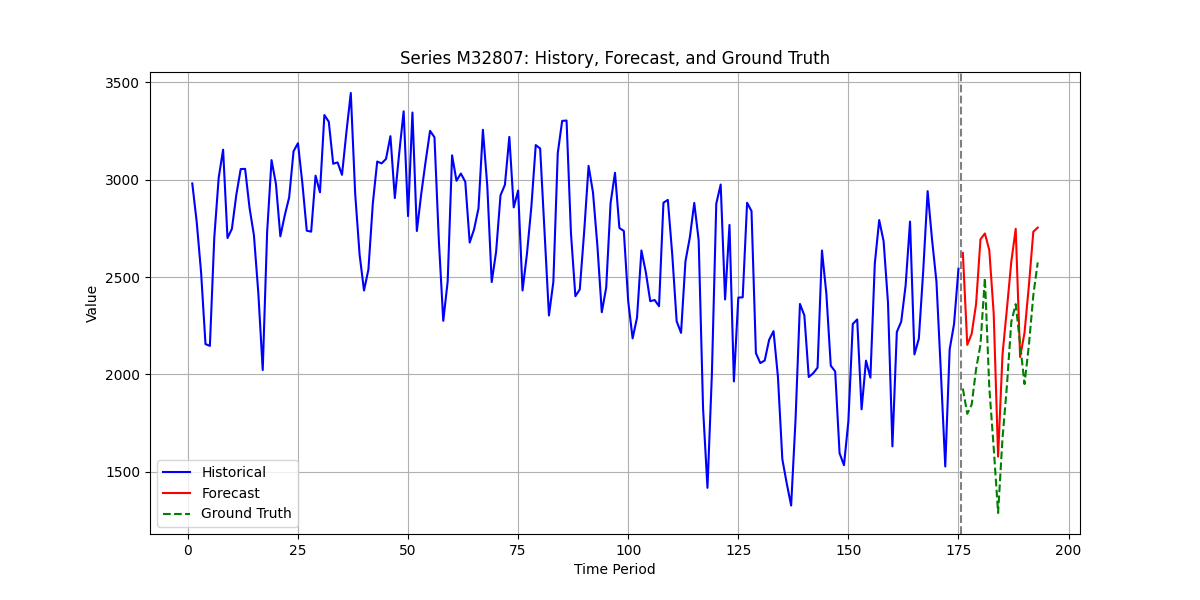 Series M32807: History, Forecast, and Ground Truth
3500
3000
2500
2000
1500
Value
Historical
Forecast
Ground Truth
0 25 50 75 100 125 150 175 200
Time Period